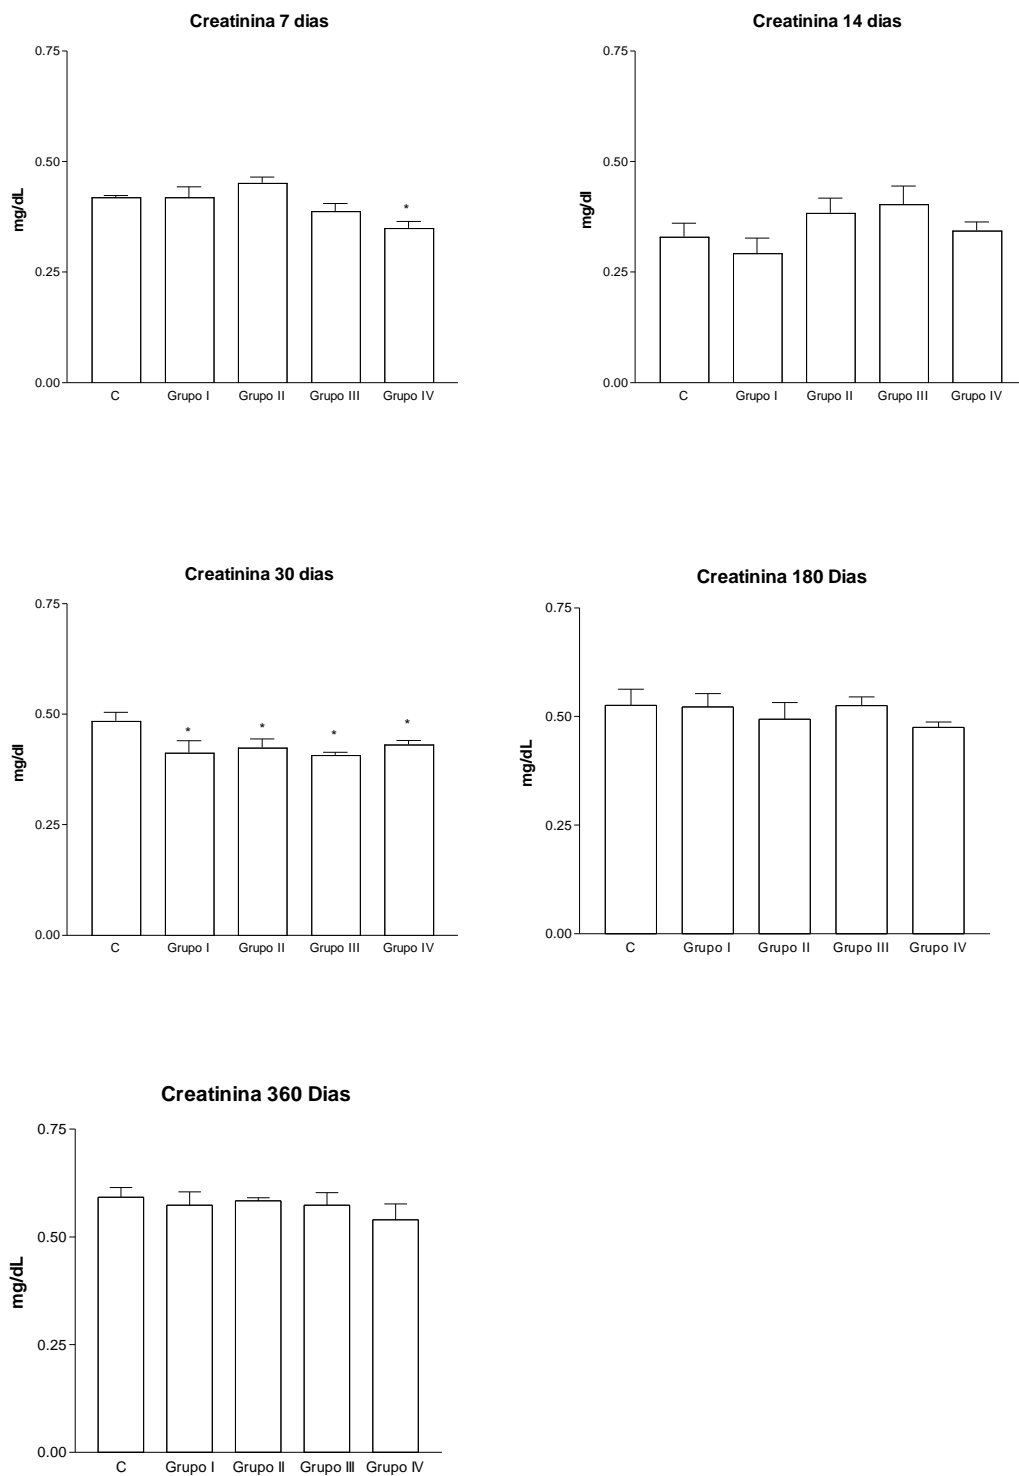 Creatinina 7 dias
0.75
0.50
0.25
0.00
mg/dL
*
C Grupo I Grupo II Grupo III Grupo IV
Creatinina 14 dias
0.75
0.50
0.25
0.00
mg/dl
C Grupo I Grupo II Grupo III Grupo IV
Creatinina 30 dias
0.75
0.50
0.25
0.00
mg/dl
* * * *
C Grupo I Grupo II Grupo III Grupo IV
Creatinina 180 Dias
0.75
0.50
0.25
0.00
mg/dL
C Grupo I Grupo II Grupo III Grupo IV
Creatinina 360 Dias
0.75
0.50
0.25
0.00
mg/dL
C Grupo I Grupo II Grupo III Grupo IV